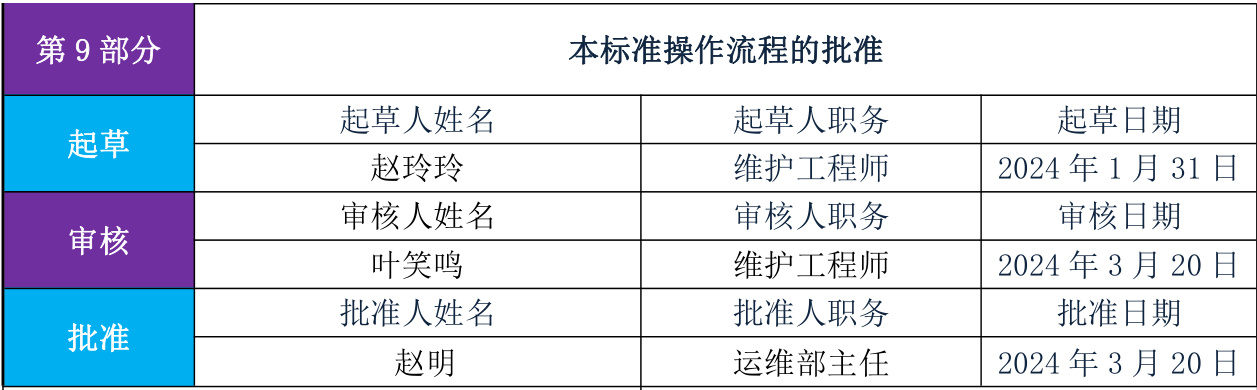 第 9 部分 本标准操作流程的批准
起草 起草人姓名 起草人职务 起草日期
赵玲玲 维护工程师 2024 年 1 月 31 日
审核 审核人姓名 审核人职务 审核日期
叶笑鸣 维护工程师 2024 年 3 月 20 日
批准 批准人姓名 批准人职务 批准日期
赵明 运维部主任 2024 年 3 月 20 日